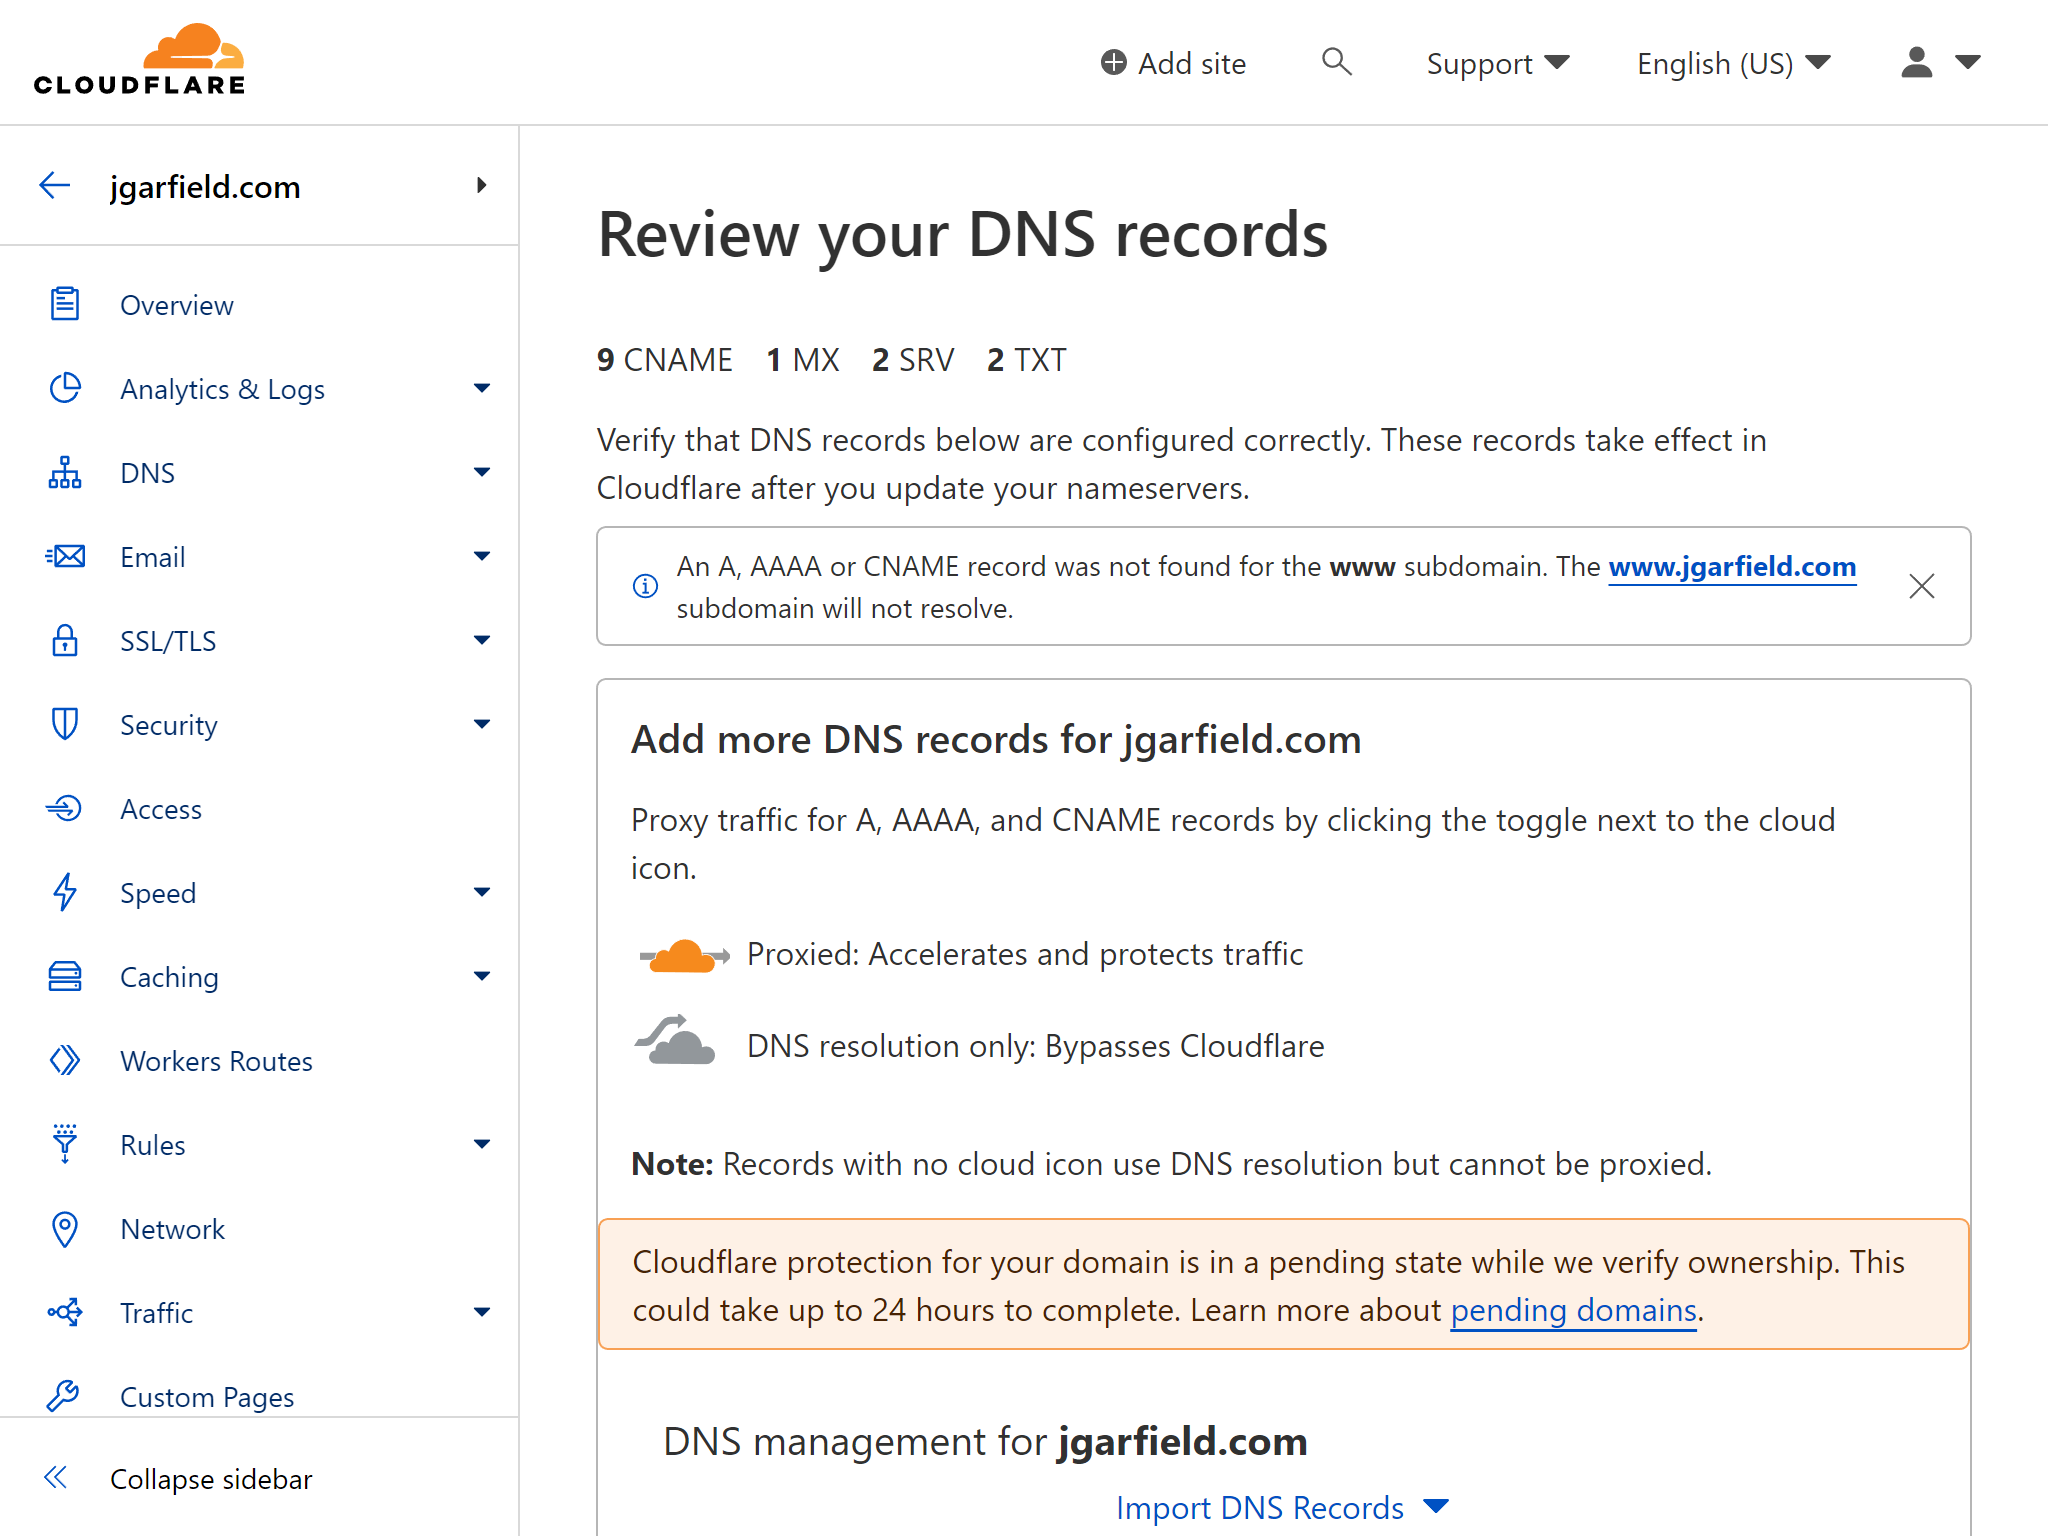 CLOUDFLARE
Add site
Support
English (US)
jgarfield.com
Overview
Analytics & Logs
DNS
Email
SSL/TLS
Security
Access
Speed
Caching
Workers Routes
Rules
Network
Traffic
Custom Pages
Collapse sidebar
Review your DNS records
9 CNAME 1 MX 2 SRV 2 TXT
Verify that DNS records below are configured correctly. These records take effect in
Cloudflare after you update your nameservers.
An A, AAAA or CNAME record was not found for the www subdomain. The www.jgarfield.com
subdomain will not resolve.
Add more DNS records for jgarfield.com
Proxy traffic for A, AAAA, and CNAME records by clicking the toggle next to the cloud
icon.
Proxied: Accelerates and protects traffic
DNS resolution only: Bypasses Cloudflare
Note: Records with no cloud icon use DNS resolution but cannot be proxied.
Cloudflare protection for your domain is in a pending state while we verify ownership. This
could take up to 24 hours to complete. Learn more about pending domains.
DNS management for jgarfield.com
Import DNS Records